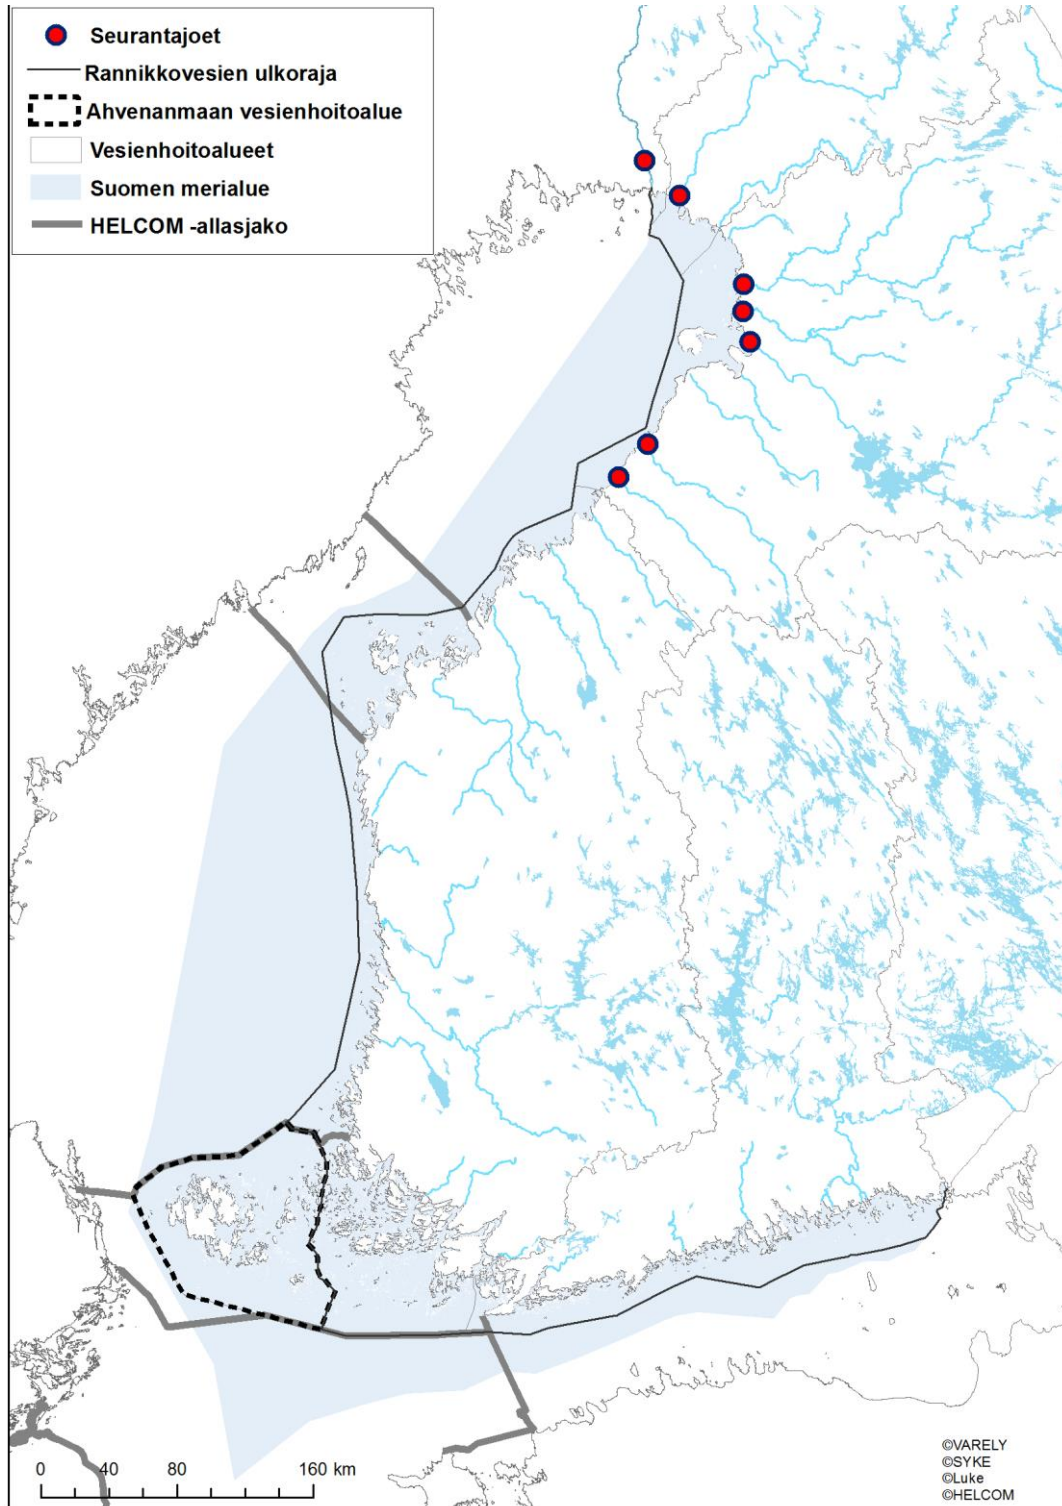 Seurantajoet
Rannikkovesien ulkoraja
Ahvenanmaan vesienhoitoalue
Vesienhoitoalueet
Suomen merialue
HELCOM -allasjako
0 40 80 160 km
©VARELY
©SYKE
©Luke
©HELCOM